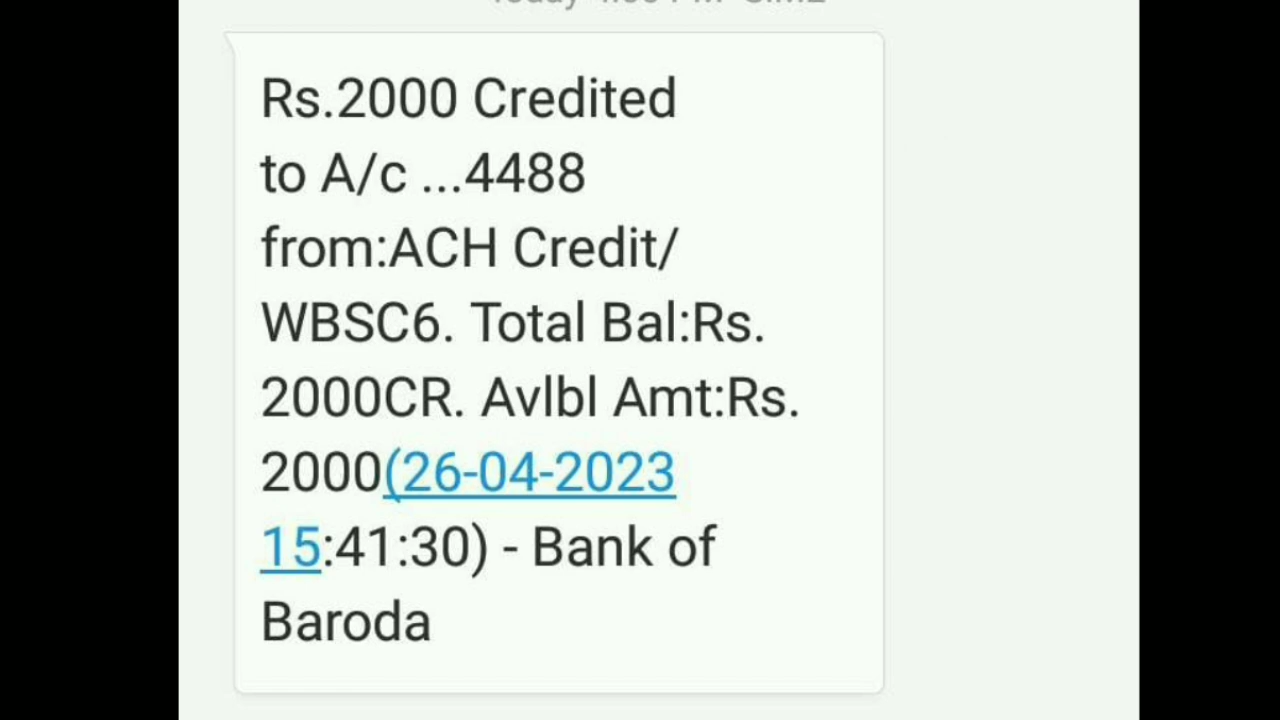 Rs.2000 Credited
to A/c ...4488
from:ACH Credit/
WBSC6. Total Bal:Rs.
2000CR. Avlbl Amt:Rs.
2000(26-04-2023
15:41:30) - Bank of
Baroda